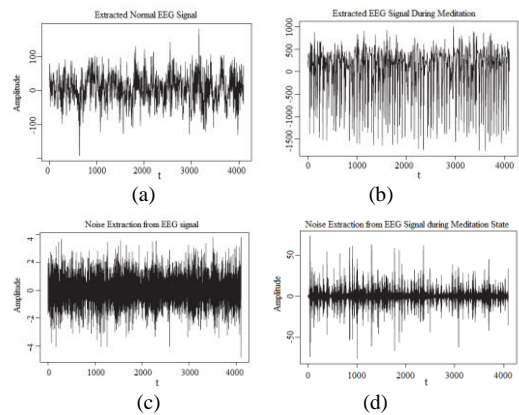 Extracted Normal EEG Signal
Amplitude
100
0
-100
0 1000 2000 3000 4000
t
(a)
Extracted EEG Signal During Meditation
Amplitude
1000
500
0
-500
-1500
0 1000 2000 3000 4000
t
(b)
Noise Extraction from EEG signal
Amplitude
4
2
0
-2
-4
0 1000 2000 3000 4000
t
(c)
Noise Extraction from EEG Signal during Meditation State
Amplitude
50
0
-50
0 1000 2000 3000 4000
t
(d)